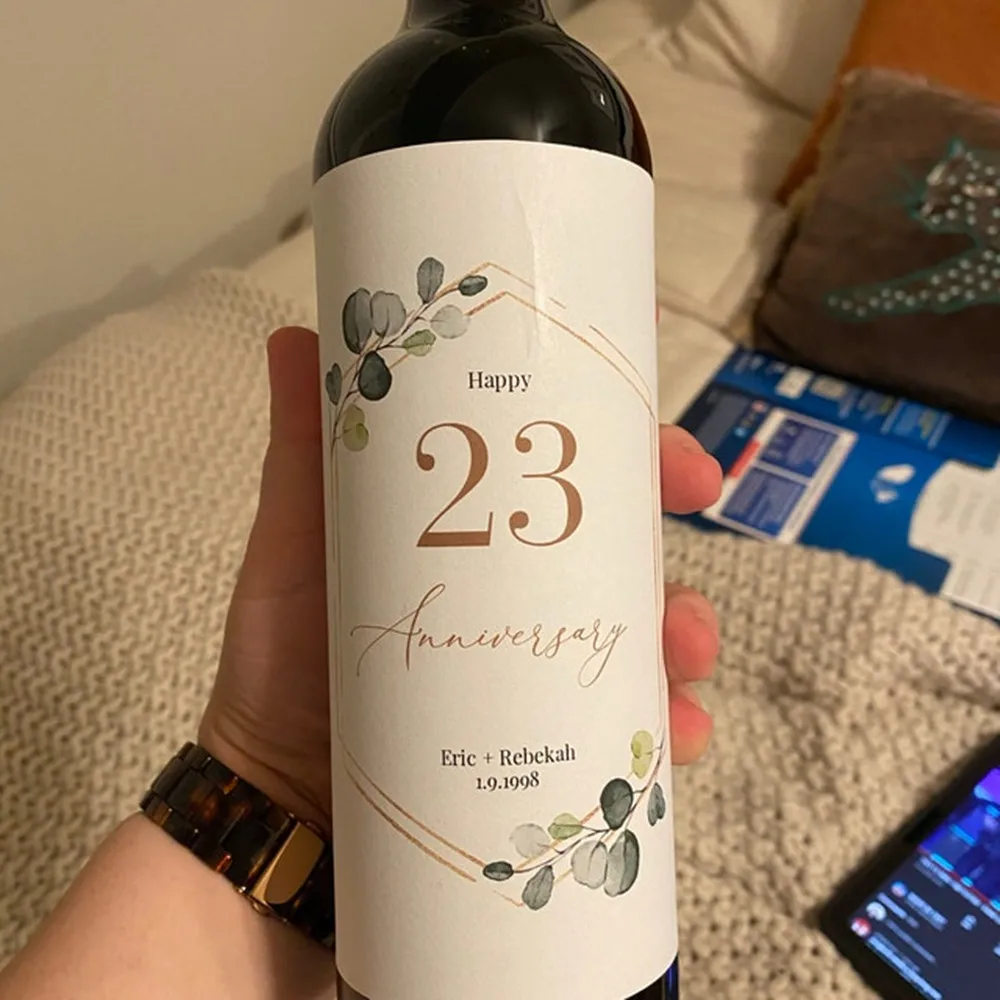 Happy
23
Anniversary
Eric + Rebekah
1.9.1998